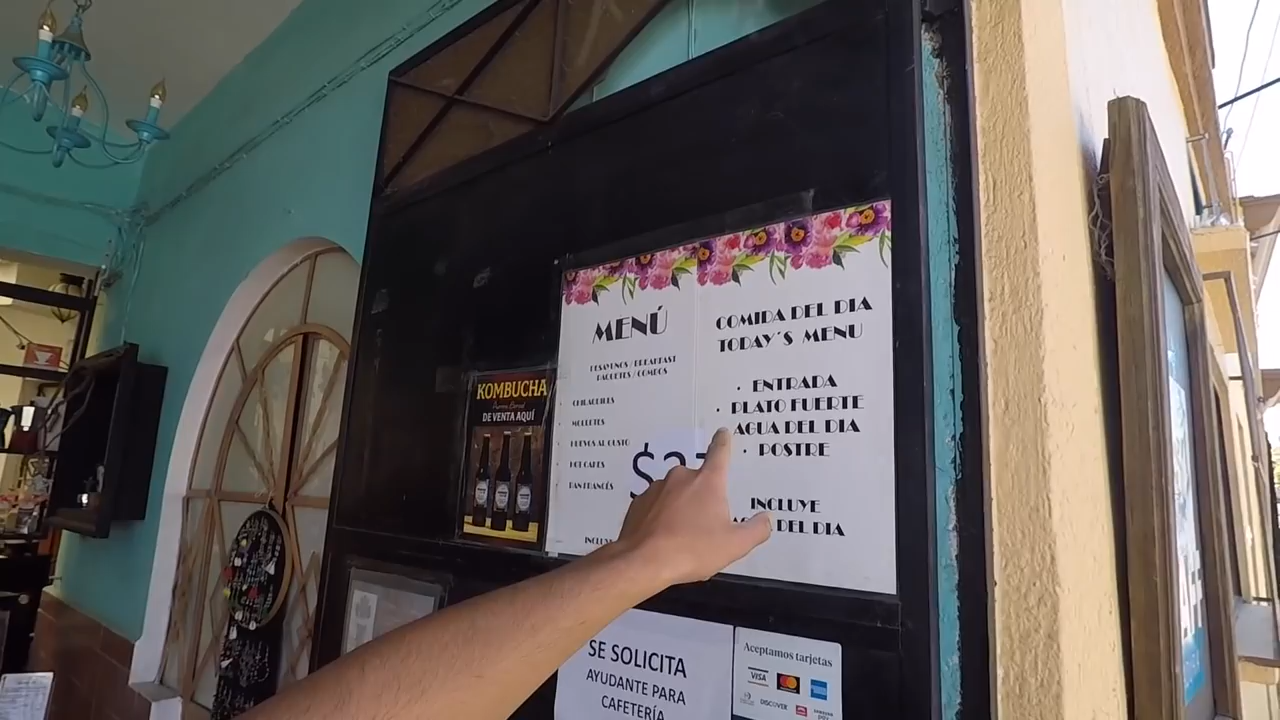 KOMBUCHA
DE VENTA AQUÍ
MENÚ
DESAYUNOS / BREAKFAST
PAQUETES / COMBOS
CHILAQUILES
MOLLETES
HUEVOS AL GUSTO
HOT CAKES
PAN FRANCÉS
COMIDA DEL DIA
TODAY´S MENU
· ENTRADA
· PLATO FUERTE
AGUA DEL DIA
· POSTRE
INCLUYE
DEL DIA
SE SOLICITA
AYUDANTE PARA
CAFETERÍA
Aceptamos tarjetas
VISA
DISCOVER